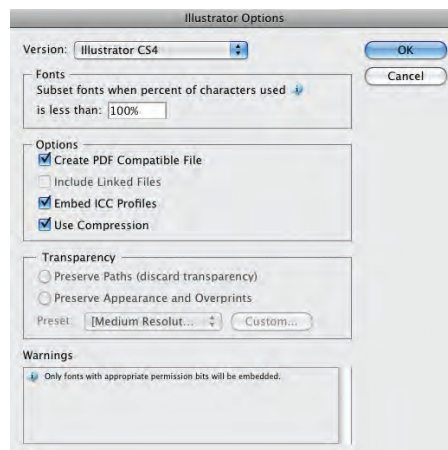 Illustrator Options
Version: Illustrator CS4
OK
Cancel
Fonts
Subset fonts when percent of characters used
is less than: 100%
Options
Create PDF Compatible File
Include Linked Files
Embed ICC Profiles
Use Compression
Transparency
Preserve Paths (discard transparency)
Preserve Appearance and Overprints
Preset: [Medium Resolut... Custom...
Warnings
Only fonts with appropriate permission bits will be embedded.